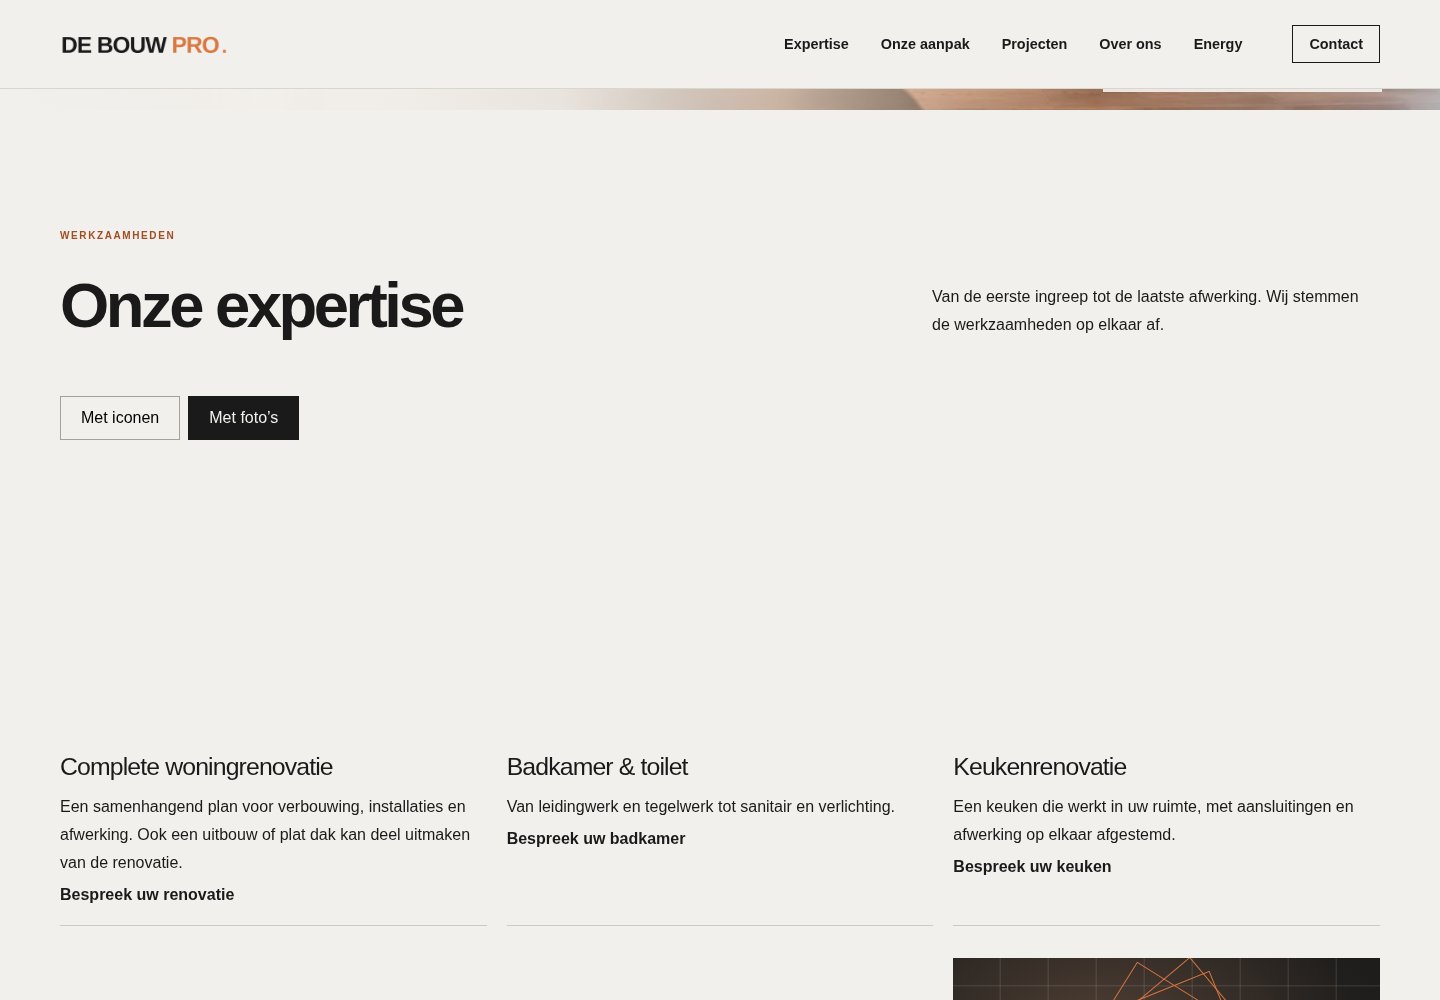 DE BOUW PRO.
Expertise
Onze aanpak
Projecten
Over ons
Energy
Contact
WERKZAAMHEDEN
Onze expertise
Van de eerste ingreep tot de laatste afwerking. Wij stemmen
de werkzaamheden op elkaar af.
Met iconen
Met foto’s
Complete woningrenovatie
Een samenhangend plan voor verbouwing, installaties en
afwerking. Ook een uitbouw of plat dak kan deel uitmaken
van de renovatie.
Bespreek uw renovatie
Badkamer & toilet
Van leidingwerk en tegelwerk tot sanitair en verlichting.
Bespreek uw badkamer
Keukenrenovatie
Een keuken die werkt in uw ruimte, met aansluitingen en
afwerking op elkaar afgestemd.
Bespreek uw keuken